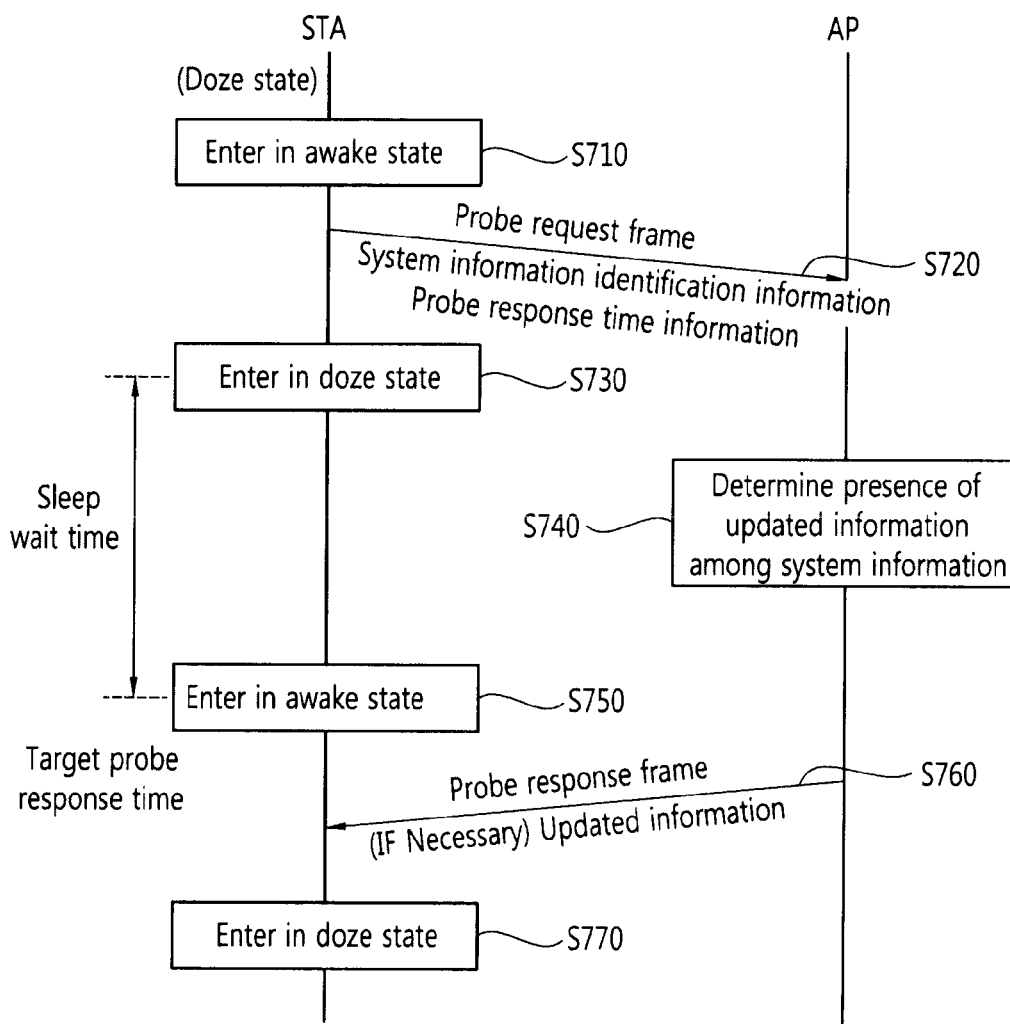 STA
AP
(Doze state)
Enter in awake state
S710
Probe request frame
S720
System information identification information
Probe response time information
Enter in doze state
S730
Sleep
wait time
Determine presence of
updated information
among system information
S740
Enter in awake state
S750
Target probe
response time
Probe response frame
S760
(IF Necessary) Updated information
Enter in doze state
S770